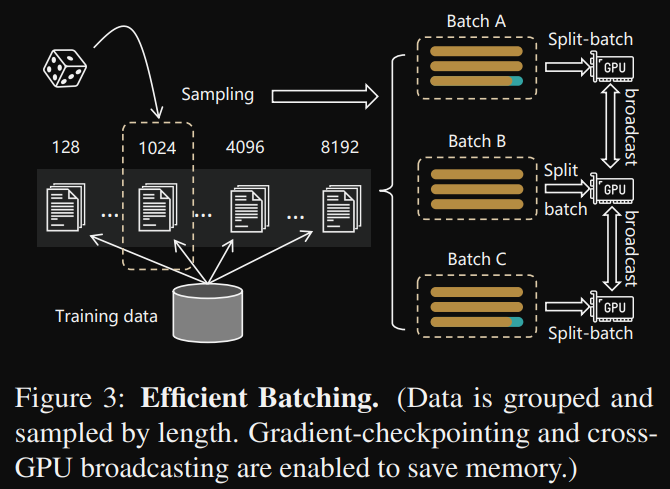 Batch A
Split-batch
GPU
Sampling
broadcast
128
1024
4096
8192
Batch B
Split
batch
GPU
... ... ...
broadcast
Batch C
Training data
GPU
Split-batch
Figure 3: Efficient Batching. (Data is grouped and
sampled by length. Gradient-checkpointing and cross-
GPU broadcasting are enabled to save memory.)